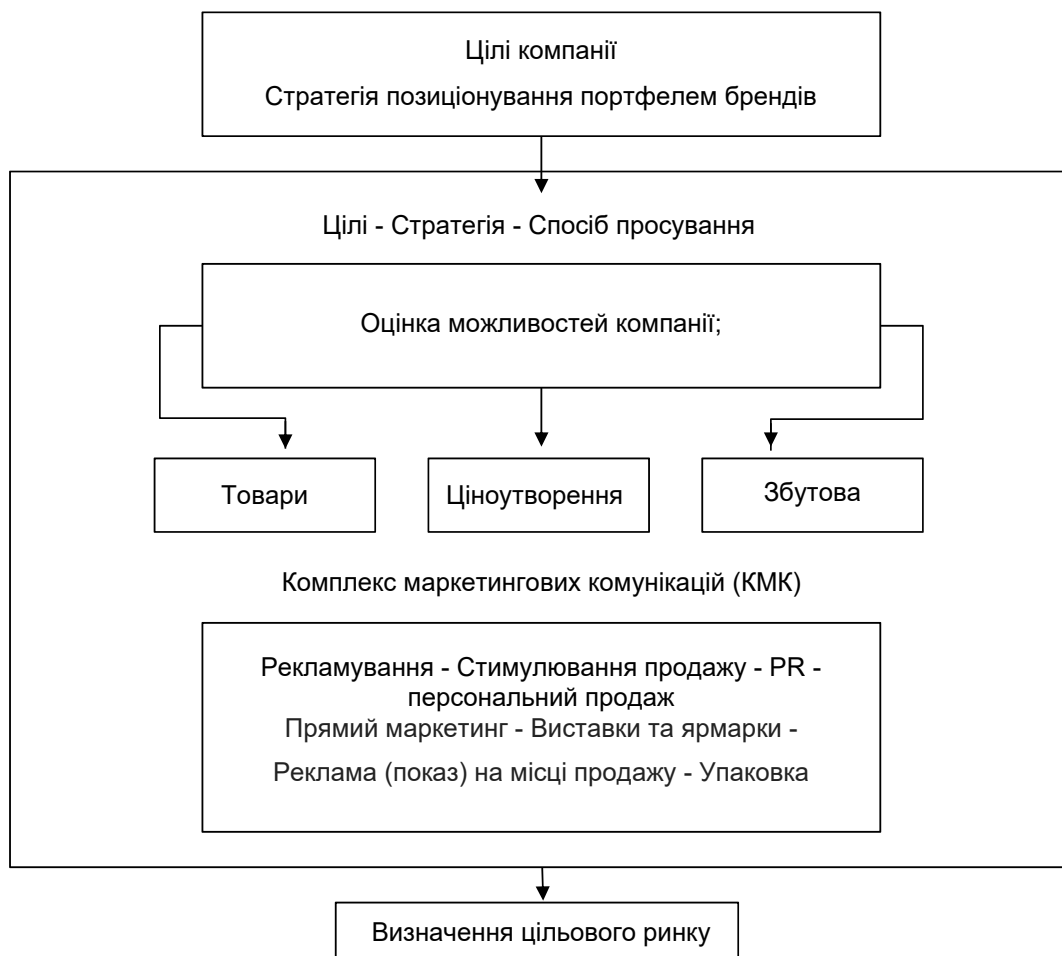 Цілі компанії
Стратегія позиціонування портфелем брендів
Цілі - Стратегія - Спосіб просування
Оцінка можливостей компанії;
Товари
Ціноутворення
Збутова
Комплекс маркетингових комунікацій (КМК)
Рекламування - Стимулювання продажу - PR -
персональний продаж
Прямий маркетинг - Виставки та ярмарки -
Реклама (показ) на місці продажу - Упаковка
Визначення цільового ринку